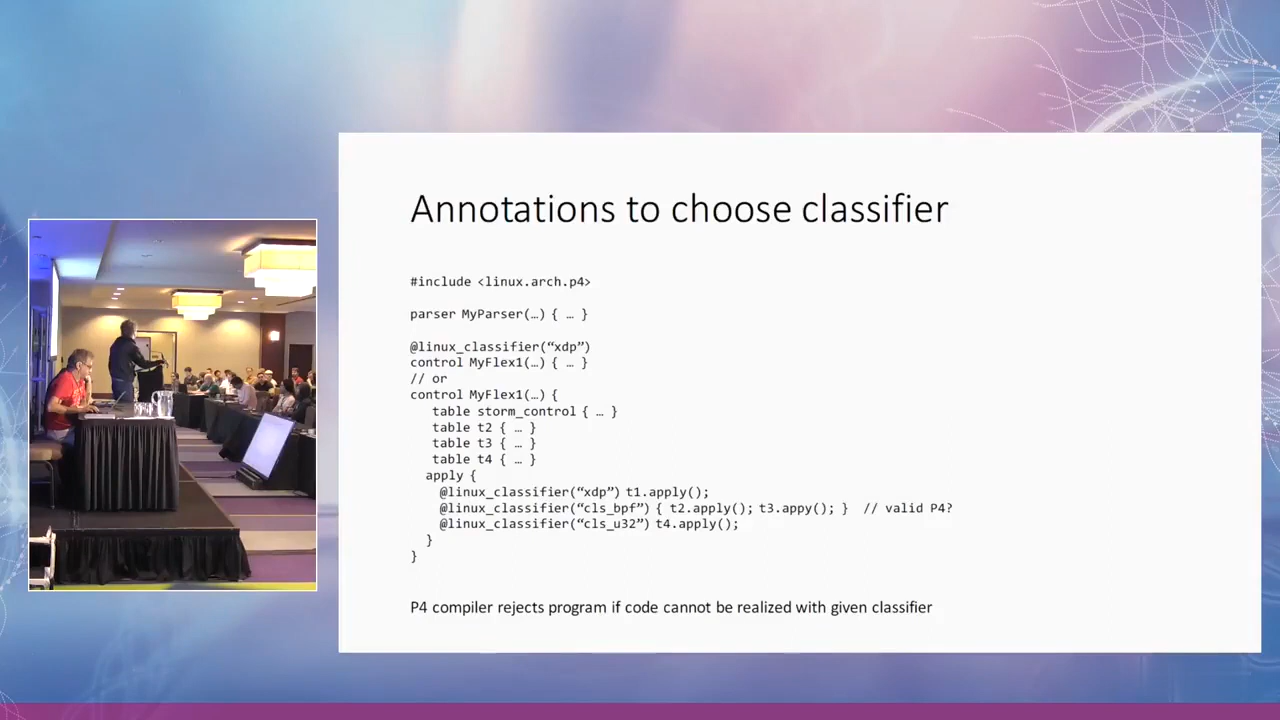 Annotations to choose classifier
#include <linux.arch.p4>
parser MyParser(…) { … }
@linux_classifier(“xdp”)
control MyFlex1(…) { … }
// or
control MyFlex1(…) {
table storm_control { … }
table t2 { … }
table t3 { … }
table t4 { … }
apply {
@linux_classifier(“xdp”) t1.apply();
@linux_classifier(“cls_bpf”) { t2.apply(); t3.appy(); }  // valid P4?
@linux_classifier(“cls_u32”) t4.apply();
}
}
P4 compiler rejects program if code cannot be realized with given classifier